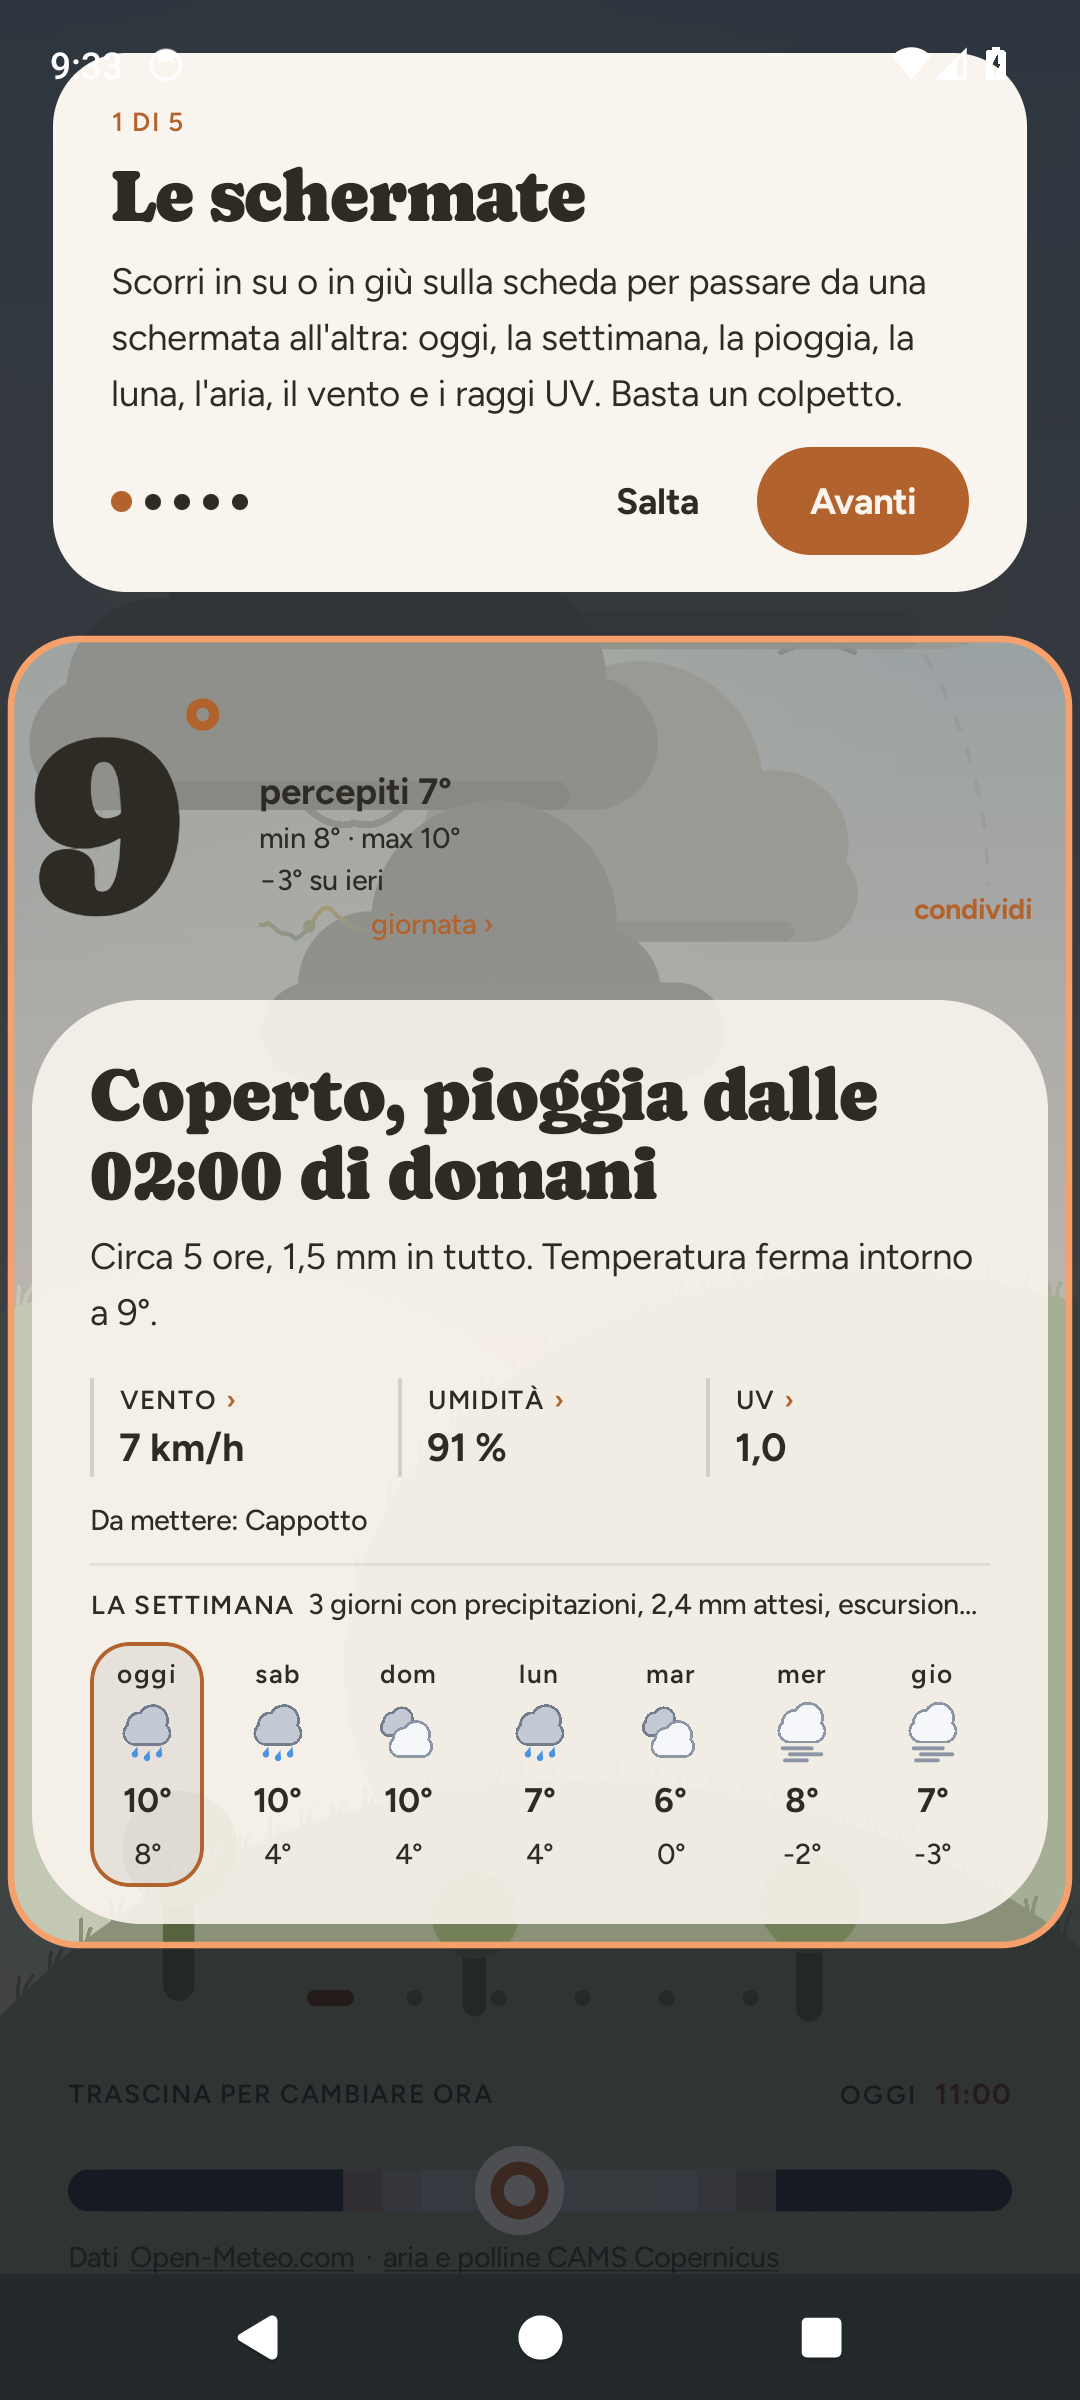 9:33
1 DI 5
Le schermate
Scorri in su o in giù sulla scheda per passare da una
schermata all'altra: oggi, la settimana, la pioggia, la
luna, l'aria, il vento e i raggi UV. Basta un colpetto.
Salta
Avanti
9°
percepiti 7°
min 8° · max 10°
−3° su ieri
giornata ›
condividi
Coperto, pioggia dalle
02:00 di domani
Circa 5 ore, 1,5 mm in tutto. Temperatura ferma intorno
a 9°.
VENTO › UMIDITÀ › UV ›
7 km/h 91 % 1,0
Da mettere: Cappotto
LA SETTIMANA 3 giorni con precipitazioni, 2,4 mm attesi, escursion...
oggi sab dom lun mar mer gio
10° 10° 10° 7° 6° 8° 7°
8° 4° 4° 4° 0° -2° -3°
TRASCINA PER CAMBIARE ORA OGGI 11:00
Dati Open-Meteo.com · aria e polline CAMS Copernicus